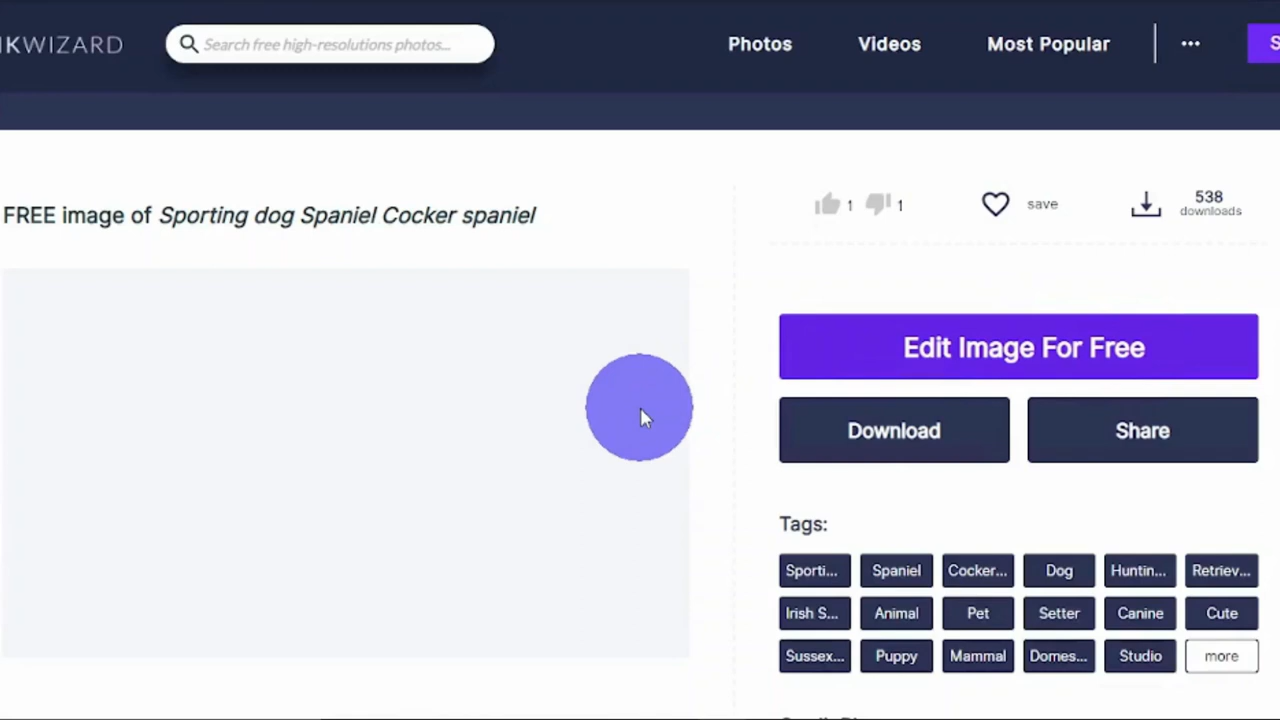 KWIZARD
Search free high-resolutions photos...
Photos
Videos
Most Popular
S
FREE image of Sporting dog Spaniel Cocker spaniel
1
1
save
538
downloads
Edit Image For Free
Download
Share
Tags:
Sporti...
Spaniel
Cocker...
Dog
Huntin...
Retriev...
Irish S...
Animal
Pet
Setter
Canine
Cute
Sussex...
Puppy
Mammal
Domes...
Studio
more